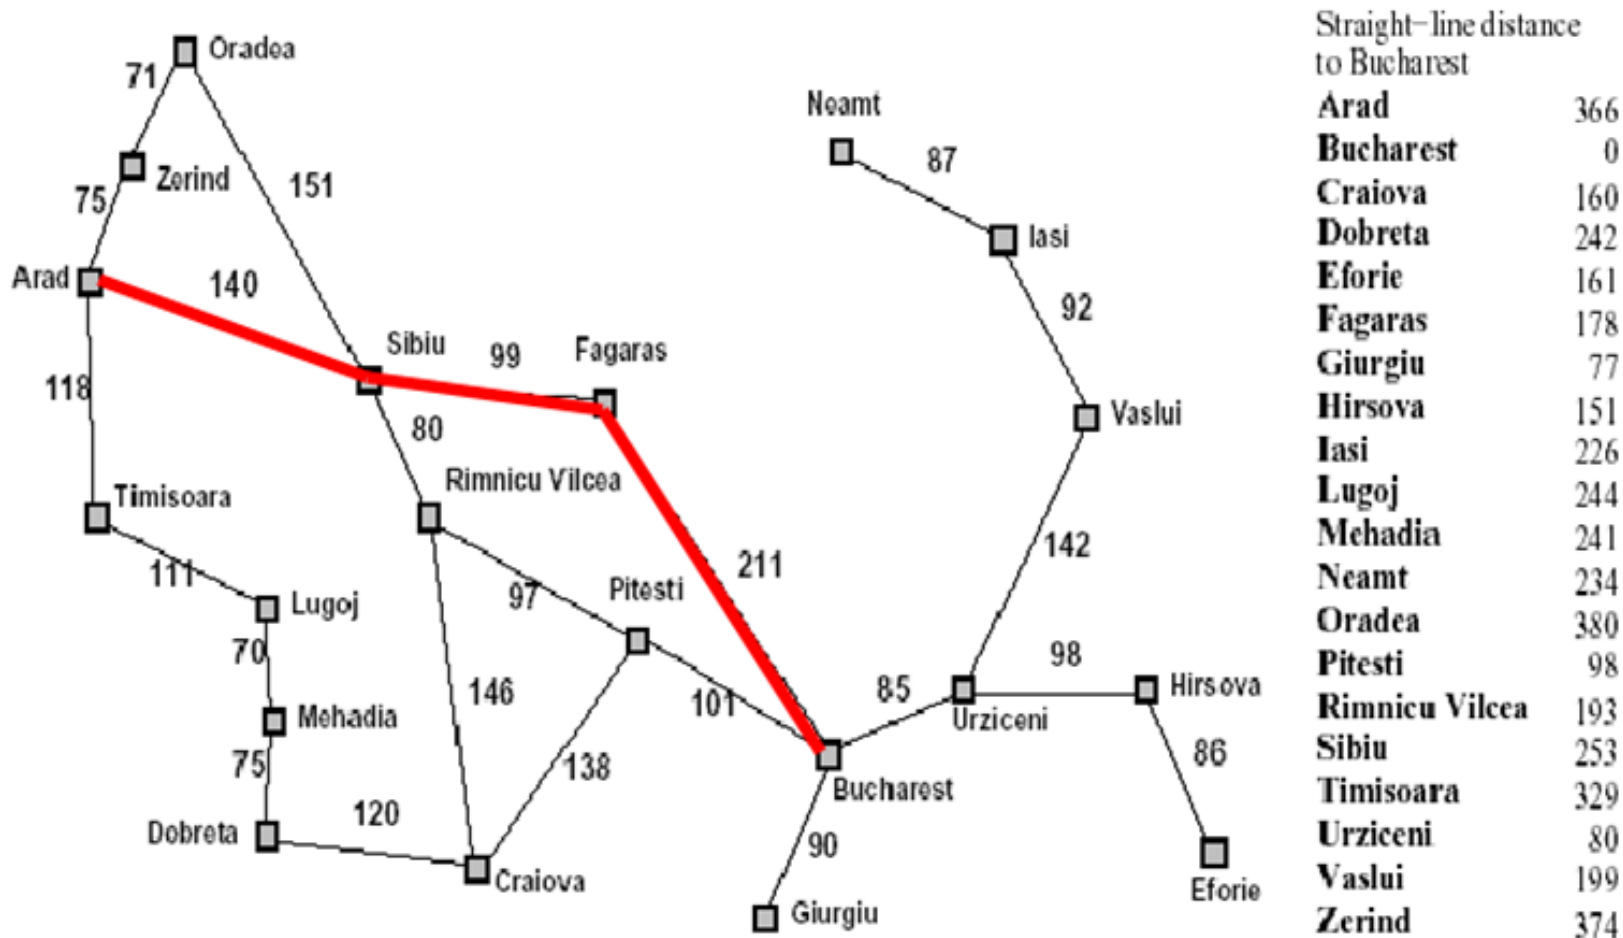 Oradea
71
Neamt
87
Zerind
151
75
Iasi
Arad
140
92
Sibiu
99
Fagaras
118
80
Vaslui
Rimnicu Vilcea
Timisoara
142
211
111
97
Pitesti
Lugoj
70
98
146
101
85
Hirsova
Mehadia
Urziceni
75
138
86
Bucharest
120
Dobreta
90
Craiova
Eforie
Giurgiu
Straight-line distance
to Bucharest
Arad 366
Bucharest 0
Craiova 160
Dobreta 242
Eforie 161
Fagaras 178
Giurgiu 77
Hirsova 151
Iasi 226
Lugoj 244
Mehadia 241
Neamt 234
Oradea 380
Pitesti 98
Rimnicu Vilcea 193
Sibiu 253
Timisoara 329
Urziceni 80
Vaslui 199
Zerind 374